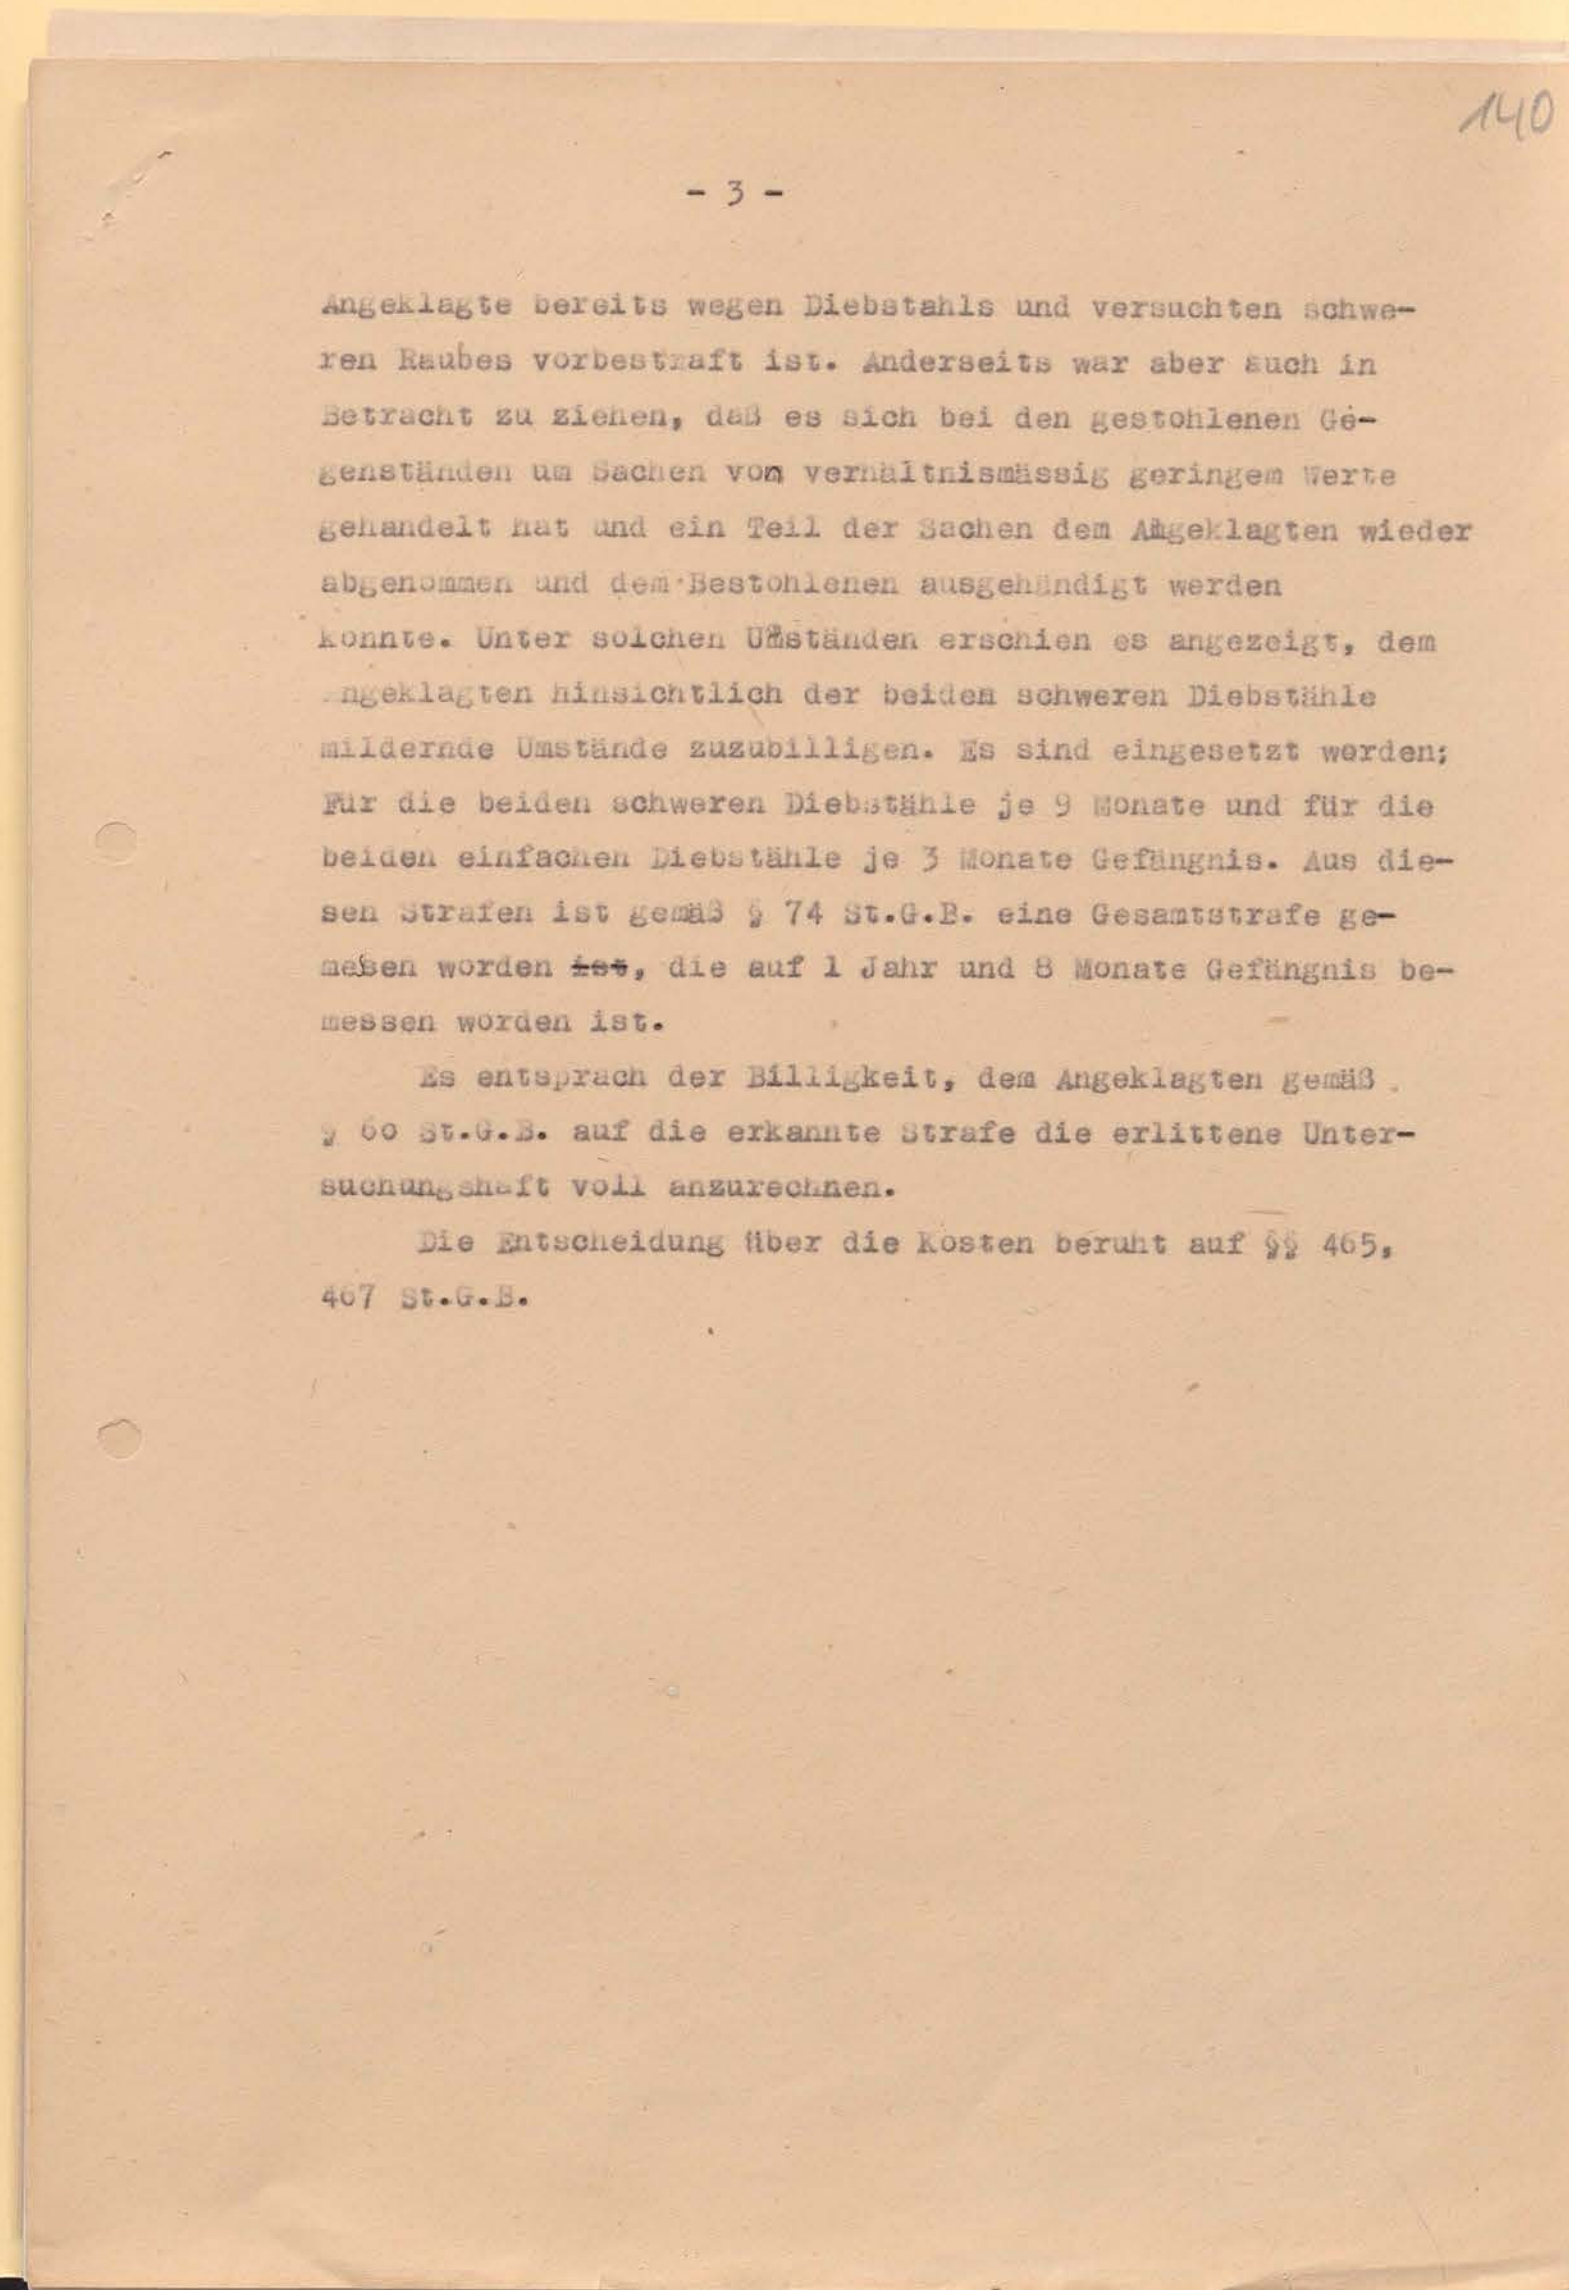 140
- 3 -
Angeklagte bereits wegen Diebstahls und versuchten schwe-
ren Raubes vorbestraft ist. Anderseits war aber auch in
Betracht zu ziehen, daß es sich bei den gestohlenen Ge-
genständen um Sachen von verhältnismässig geringem Werte
gehandelt hat und ein Teil der Sachen dem Angeklagten wieder
abgenommen und dem Bestohlenen ausgehändigt werden
konnte. Unter solchen Umständen erschien es angezeigt, dem
Angeklagten hinsichtlich der beiden schweren Diebstähle
mildernde Umstände zuzubilligen. Es sind eingesetzt worden;
Für die beiden schweren Diebstähle je 9 Monate und für die
beiden einfachen Diebstähle je 3 Monate Gefängnis. Aus die-
sen Strafen ist gemäß § 74 St.G.B. eine Gesamtstrafe ge-
mesen worden ist, die auf 1 Jahr und 8 Monate Gefängnis be-
messen worden ist.
Es entsprach der Billigkeit, dem Angeklagten gemäß
§ 60 St.G.B. auf die erkannte Strafe die erlittene Unter-
suchungshaft voll anzurechnen.
Die Entscheidung über die Kosten beruht auf §§ 465,
467 St.G.B.